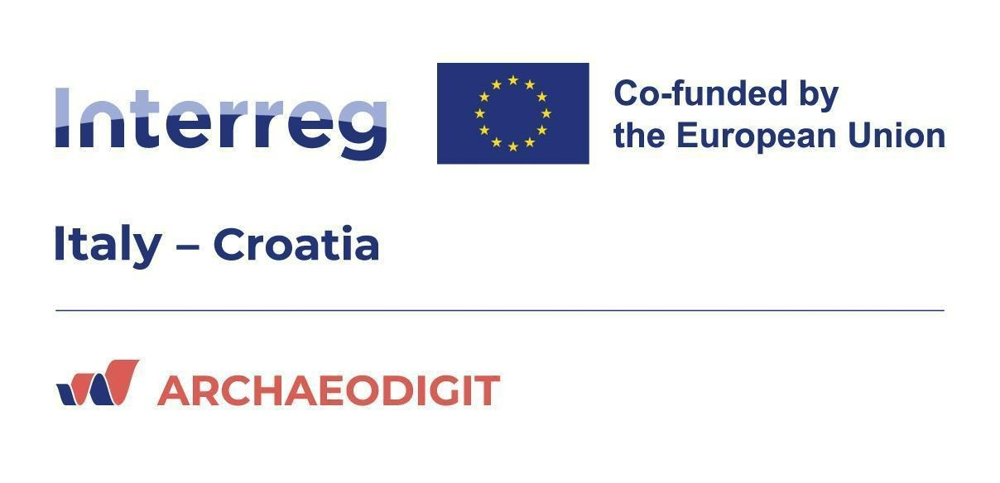 Interreg
Co-funded by
the European Union
Italy – Croatia
ARCHAEODIGIT